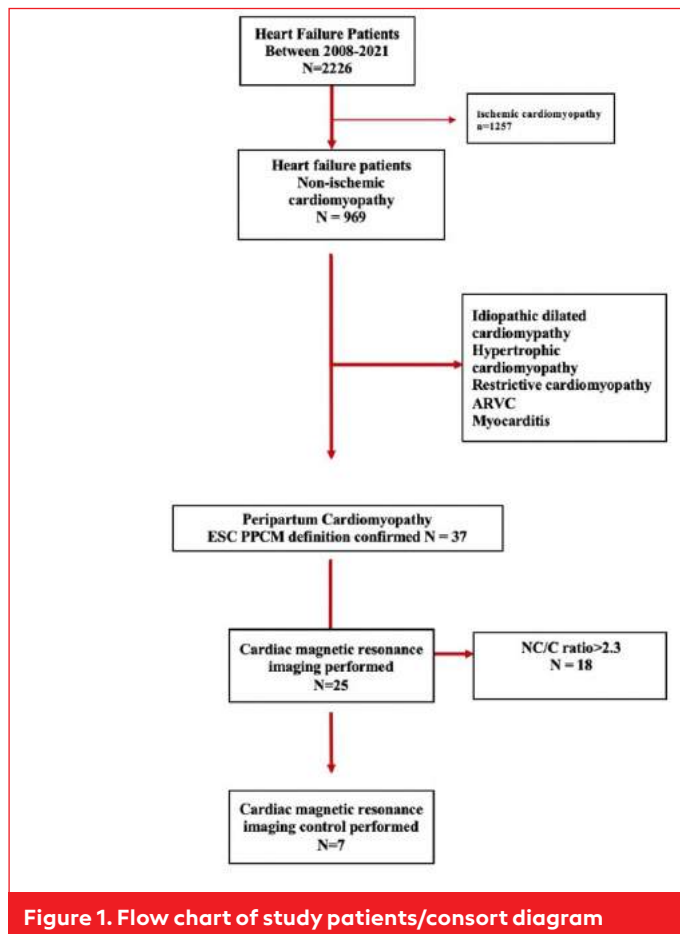 Heart Failure Patients
Between 2008-2021
N=2226
Ischemic cardiomyopathy
n=1257
Heart failure patients
Non-ischemic
cardiomyopathy
N = 969
Idiopathic dilated
cardiomypathy
Hypertrophic
cardiomyopathy
Restrictive cardiomyopathy
ARVC
Myocarditis
Peripartum Cardiomyopathy
ESC PPCM definition confirmed N = 37
Cardiac magnetic resonance
imaging performed
N=25
NC/C ratio>2.3
N = 18
Cardiac magnetic resonance
imaging control performed
N=7
Figure 1. Flow chart of study patients/consort diagram